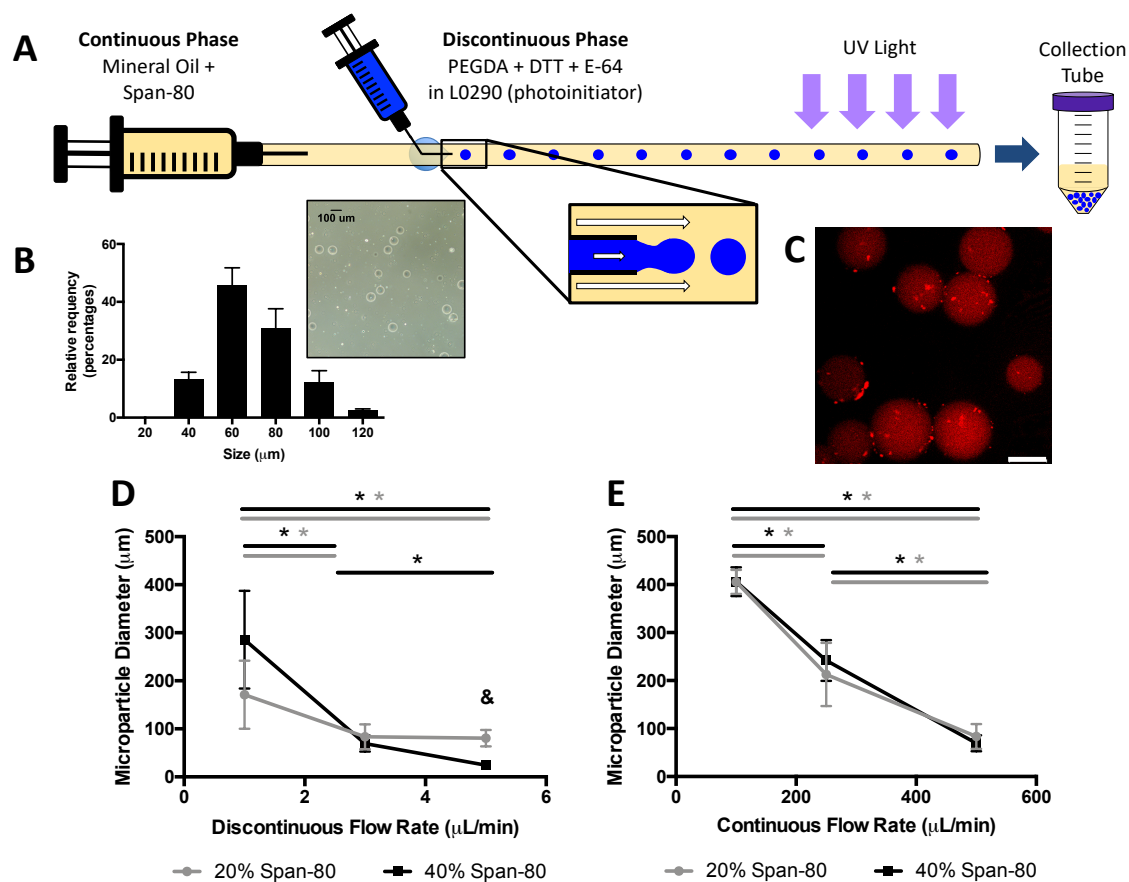 A
Continuous Phase
Mineral Oil +
Span-80
Discontinuous Phase
PEGDA + DTT + E-64
in L0290 (photoinitiator)
UV Light
Collection
Tube
B
Relative requency
(percentages)
60
40
20
0
20 40 60 80 100 120
Size (μm)
100 um
C
D
* *
* *
*
&
Microparticle Diameter (μm)
500
400
300
200
100
0
0 2 4 6
Discontinuous Flow Rate (μL/min)
20% Span-80 40% Span-80
E
* *
* *
* *
Microparticle Diameter (μm)
500
400
300
200
100
0
0 200 400 600
Continuous Flow Rate (μL/min)
20% Span-80 40% Span-80